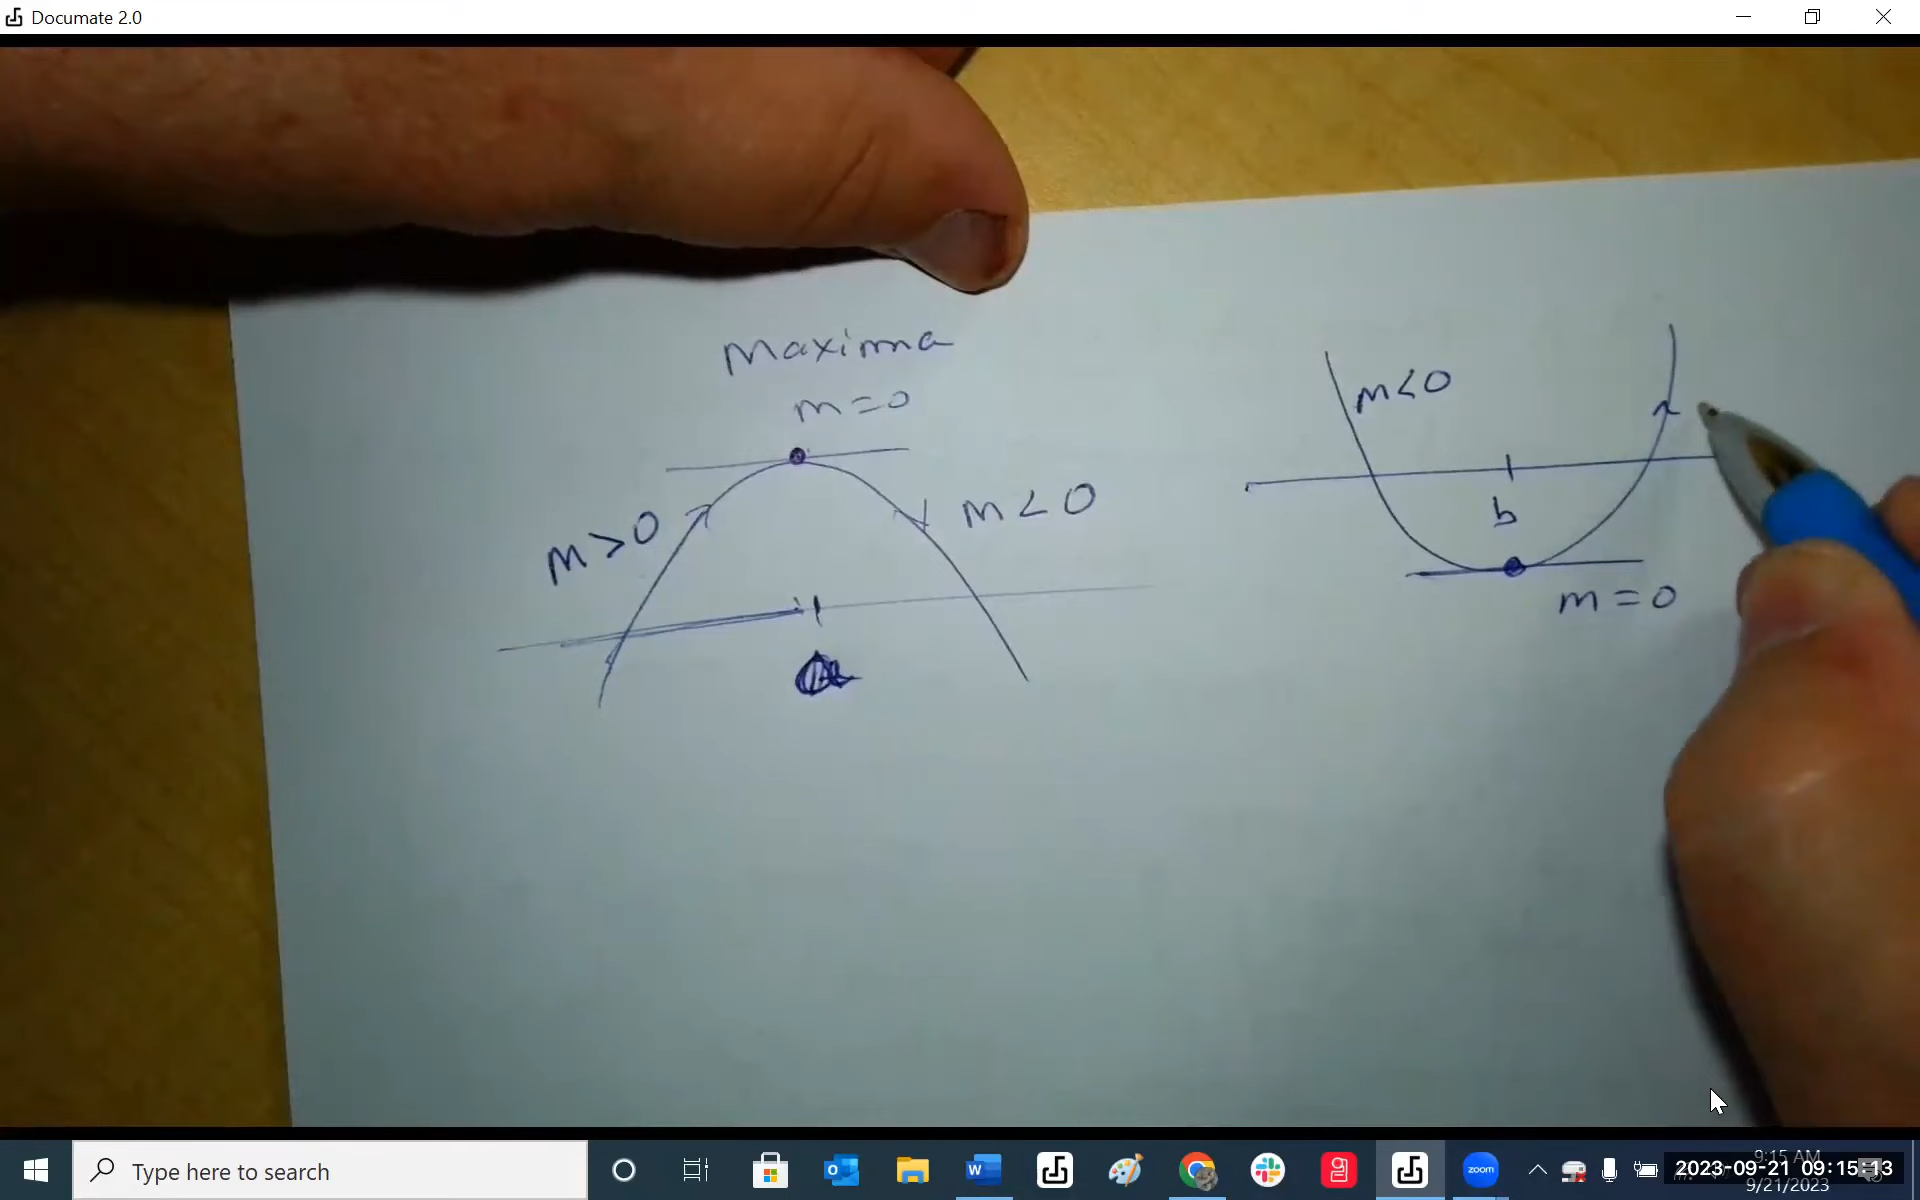 Documate 2.0
Maxima
m=0
m>0
m<0
a
m<0
b
m=0
Type here to search
zoom
9:15 AM
2023-09-21 09:15:13
9/21/2023